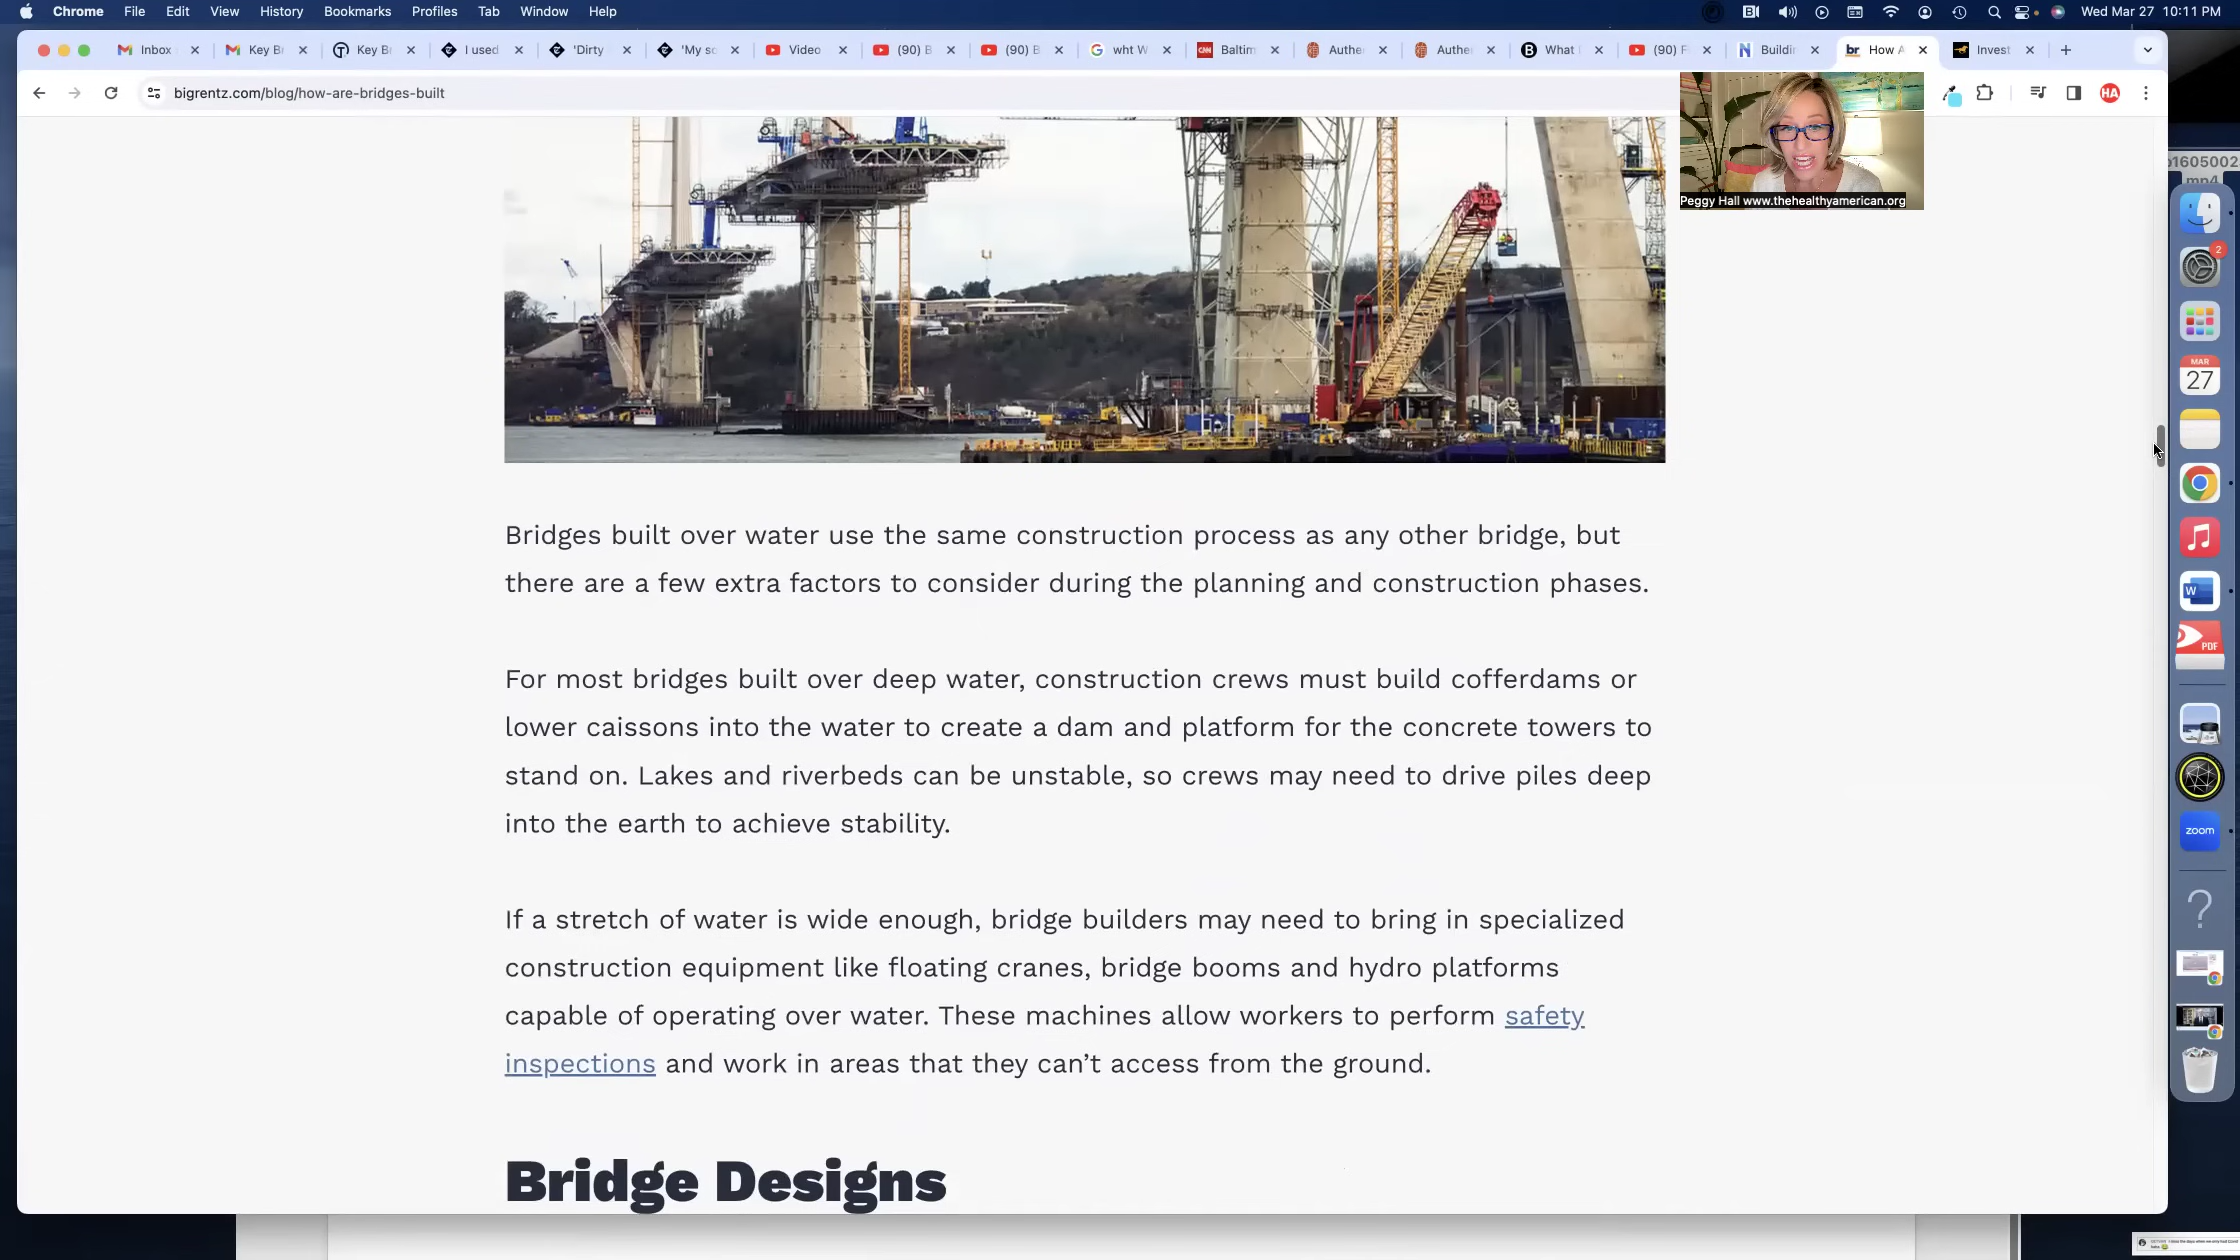 Chrome File Edit View History Bookmarks Profiles Tab Window Help Wed Mar 27 10:11 PM
Inbox Key Br Key B I used 'Dirty 'My sc Video (90) B (90) B wht W Baltim Authe Authe What (90) F Buildi How A Invest
bigrentz.com/blog/how-are-bridges-built
HA
Peggy Hall www.thehealthyamerican.org
Bridges built over water use the same construction process as any other bridge, but
there are a few extra factors to consider during the planning and construction phases.
For most bridges built over deep water, construction crews must build cofferdams or
lower caissons into the water to create a dam and platform for the concrete towers to
stand on. Lakes and riverbeds can be unstable, so crews may need to drive piles deep
into the earth to achieve stability.
If a stretch of water is wide enough, bridge builders may need to bring in specialized
construction equipment like floating cranes, bridge booms and hydro platforms
capable of operating over water. These machines allow workers to perform safety
inspections and work in areas that they can't access from the ground.
Bridge Designs
mp4
2
MAR
27
W
PDF
zoom